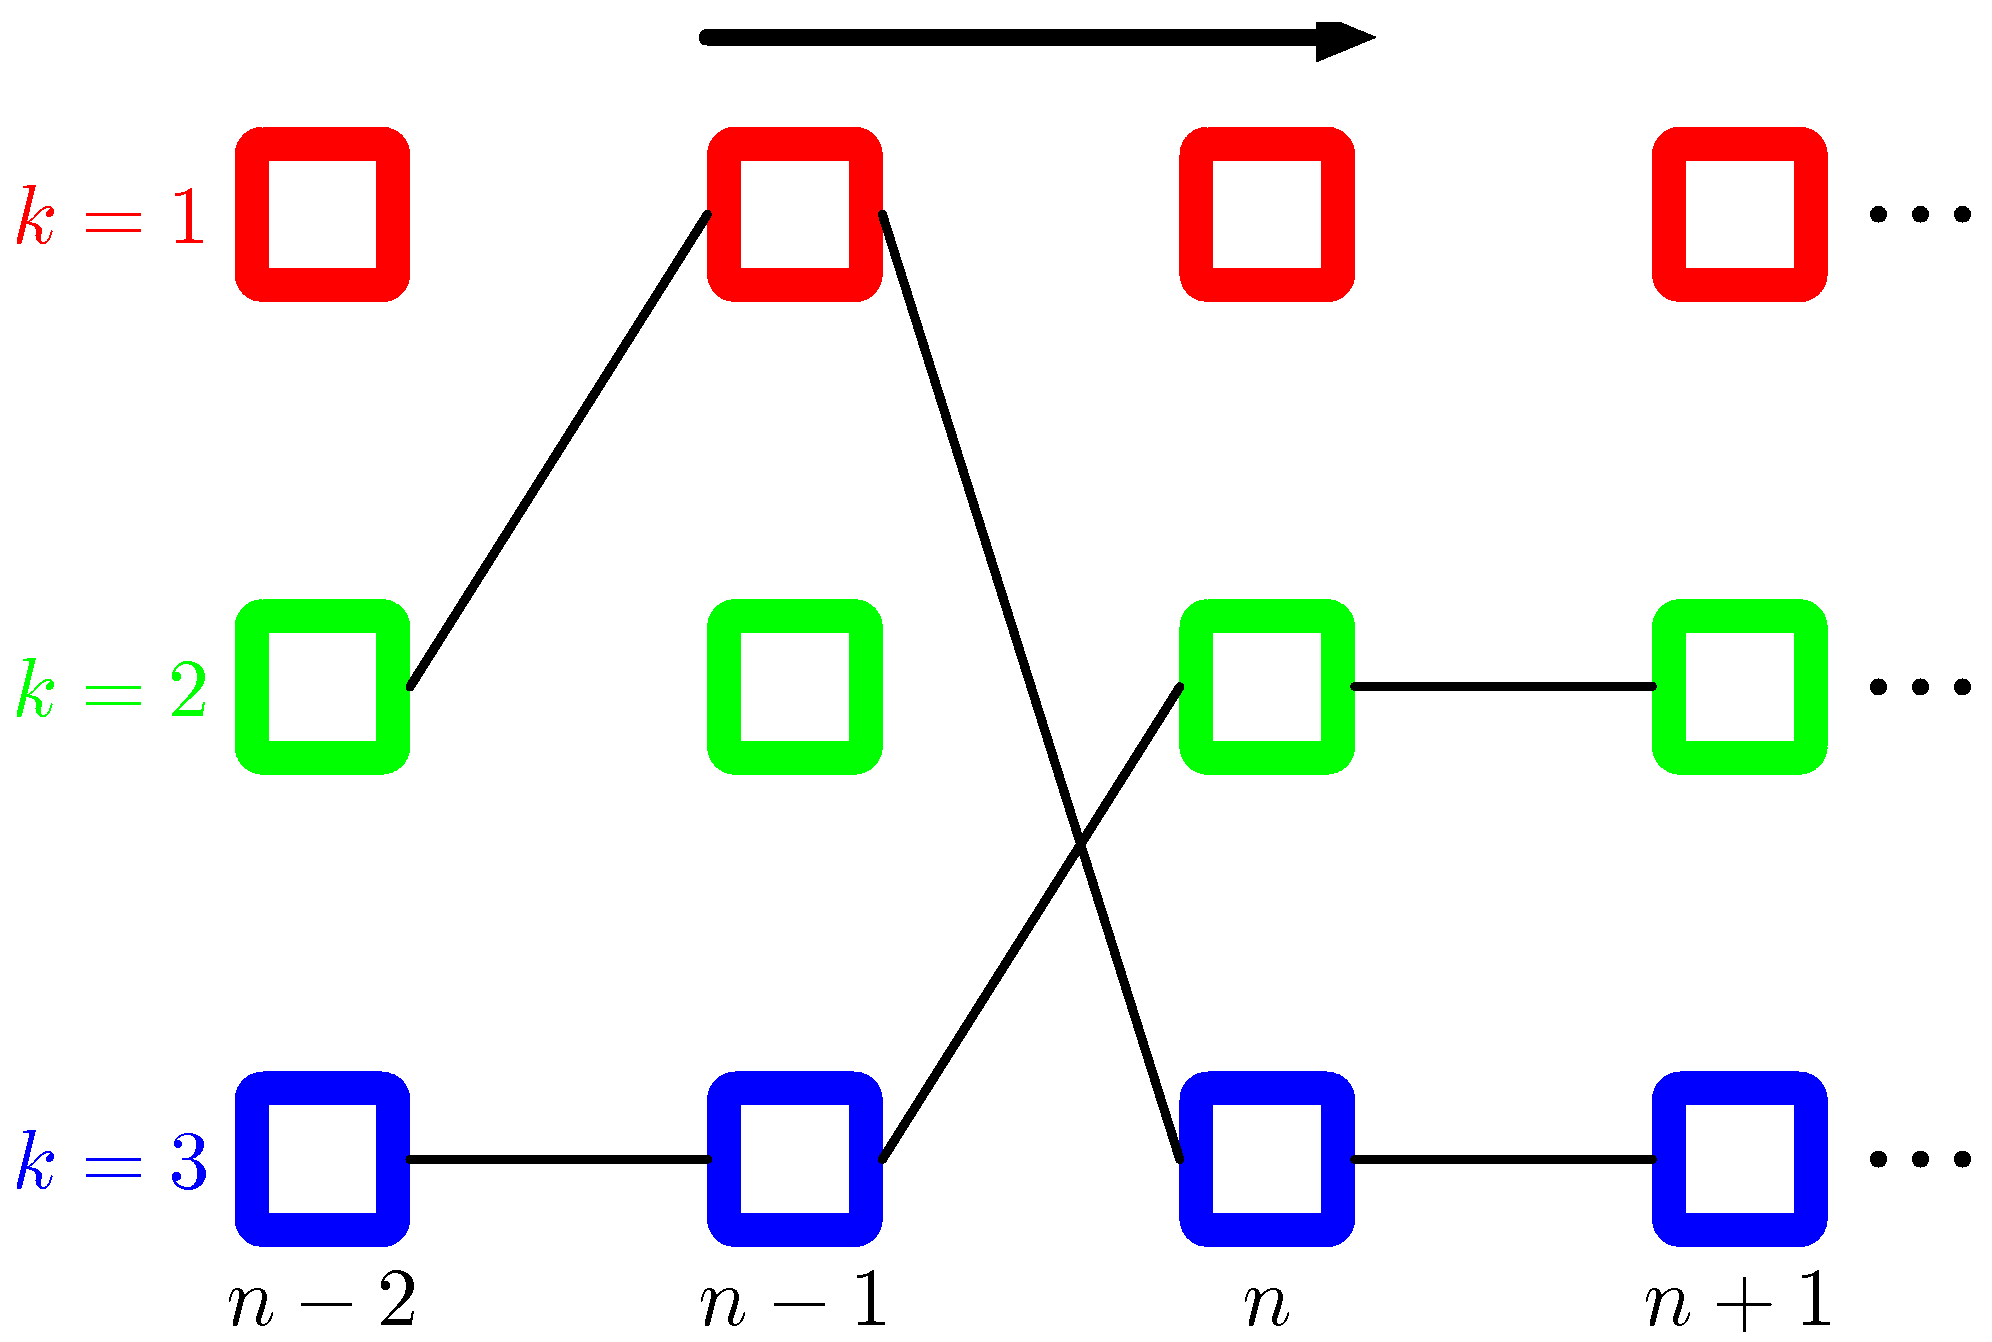 k = 1 ...
k = 2 ...
k = 3 ...
n − 2 n − 1 n n + 1